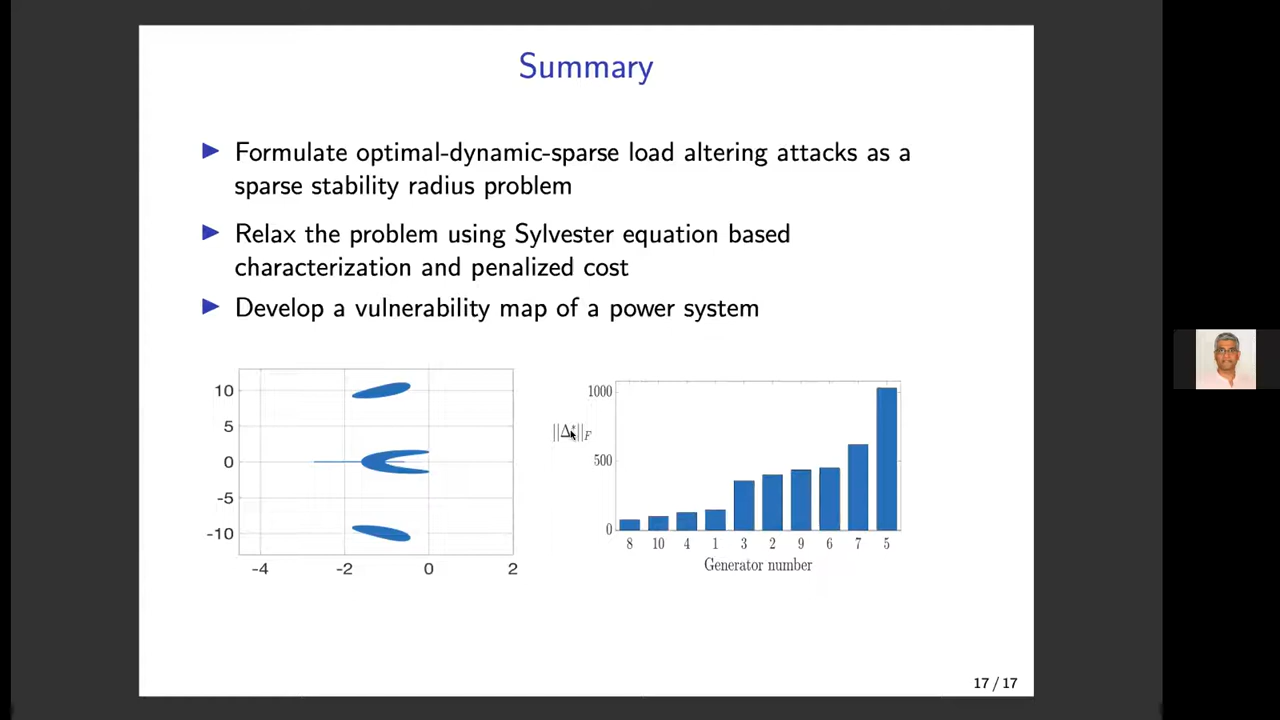 Summary
Formulate optimal-dynamic-sparse load altering attacks as a
sparse stability radius problem
Relax the problem using Sylvester equation based
characterization and penalized cost
Develop a vulnerability map of a power system
10
5
0
-5
-10
-4 -2 0 2
||Δ*||F
1000
500
0
8 10 4 1 3 2 9 6 7 5
Generator number
17 / 17